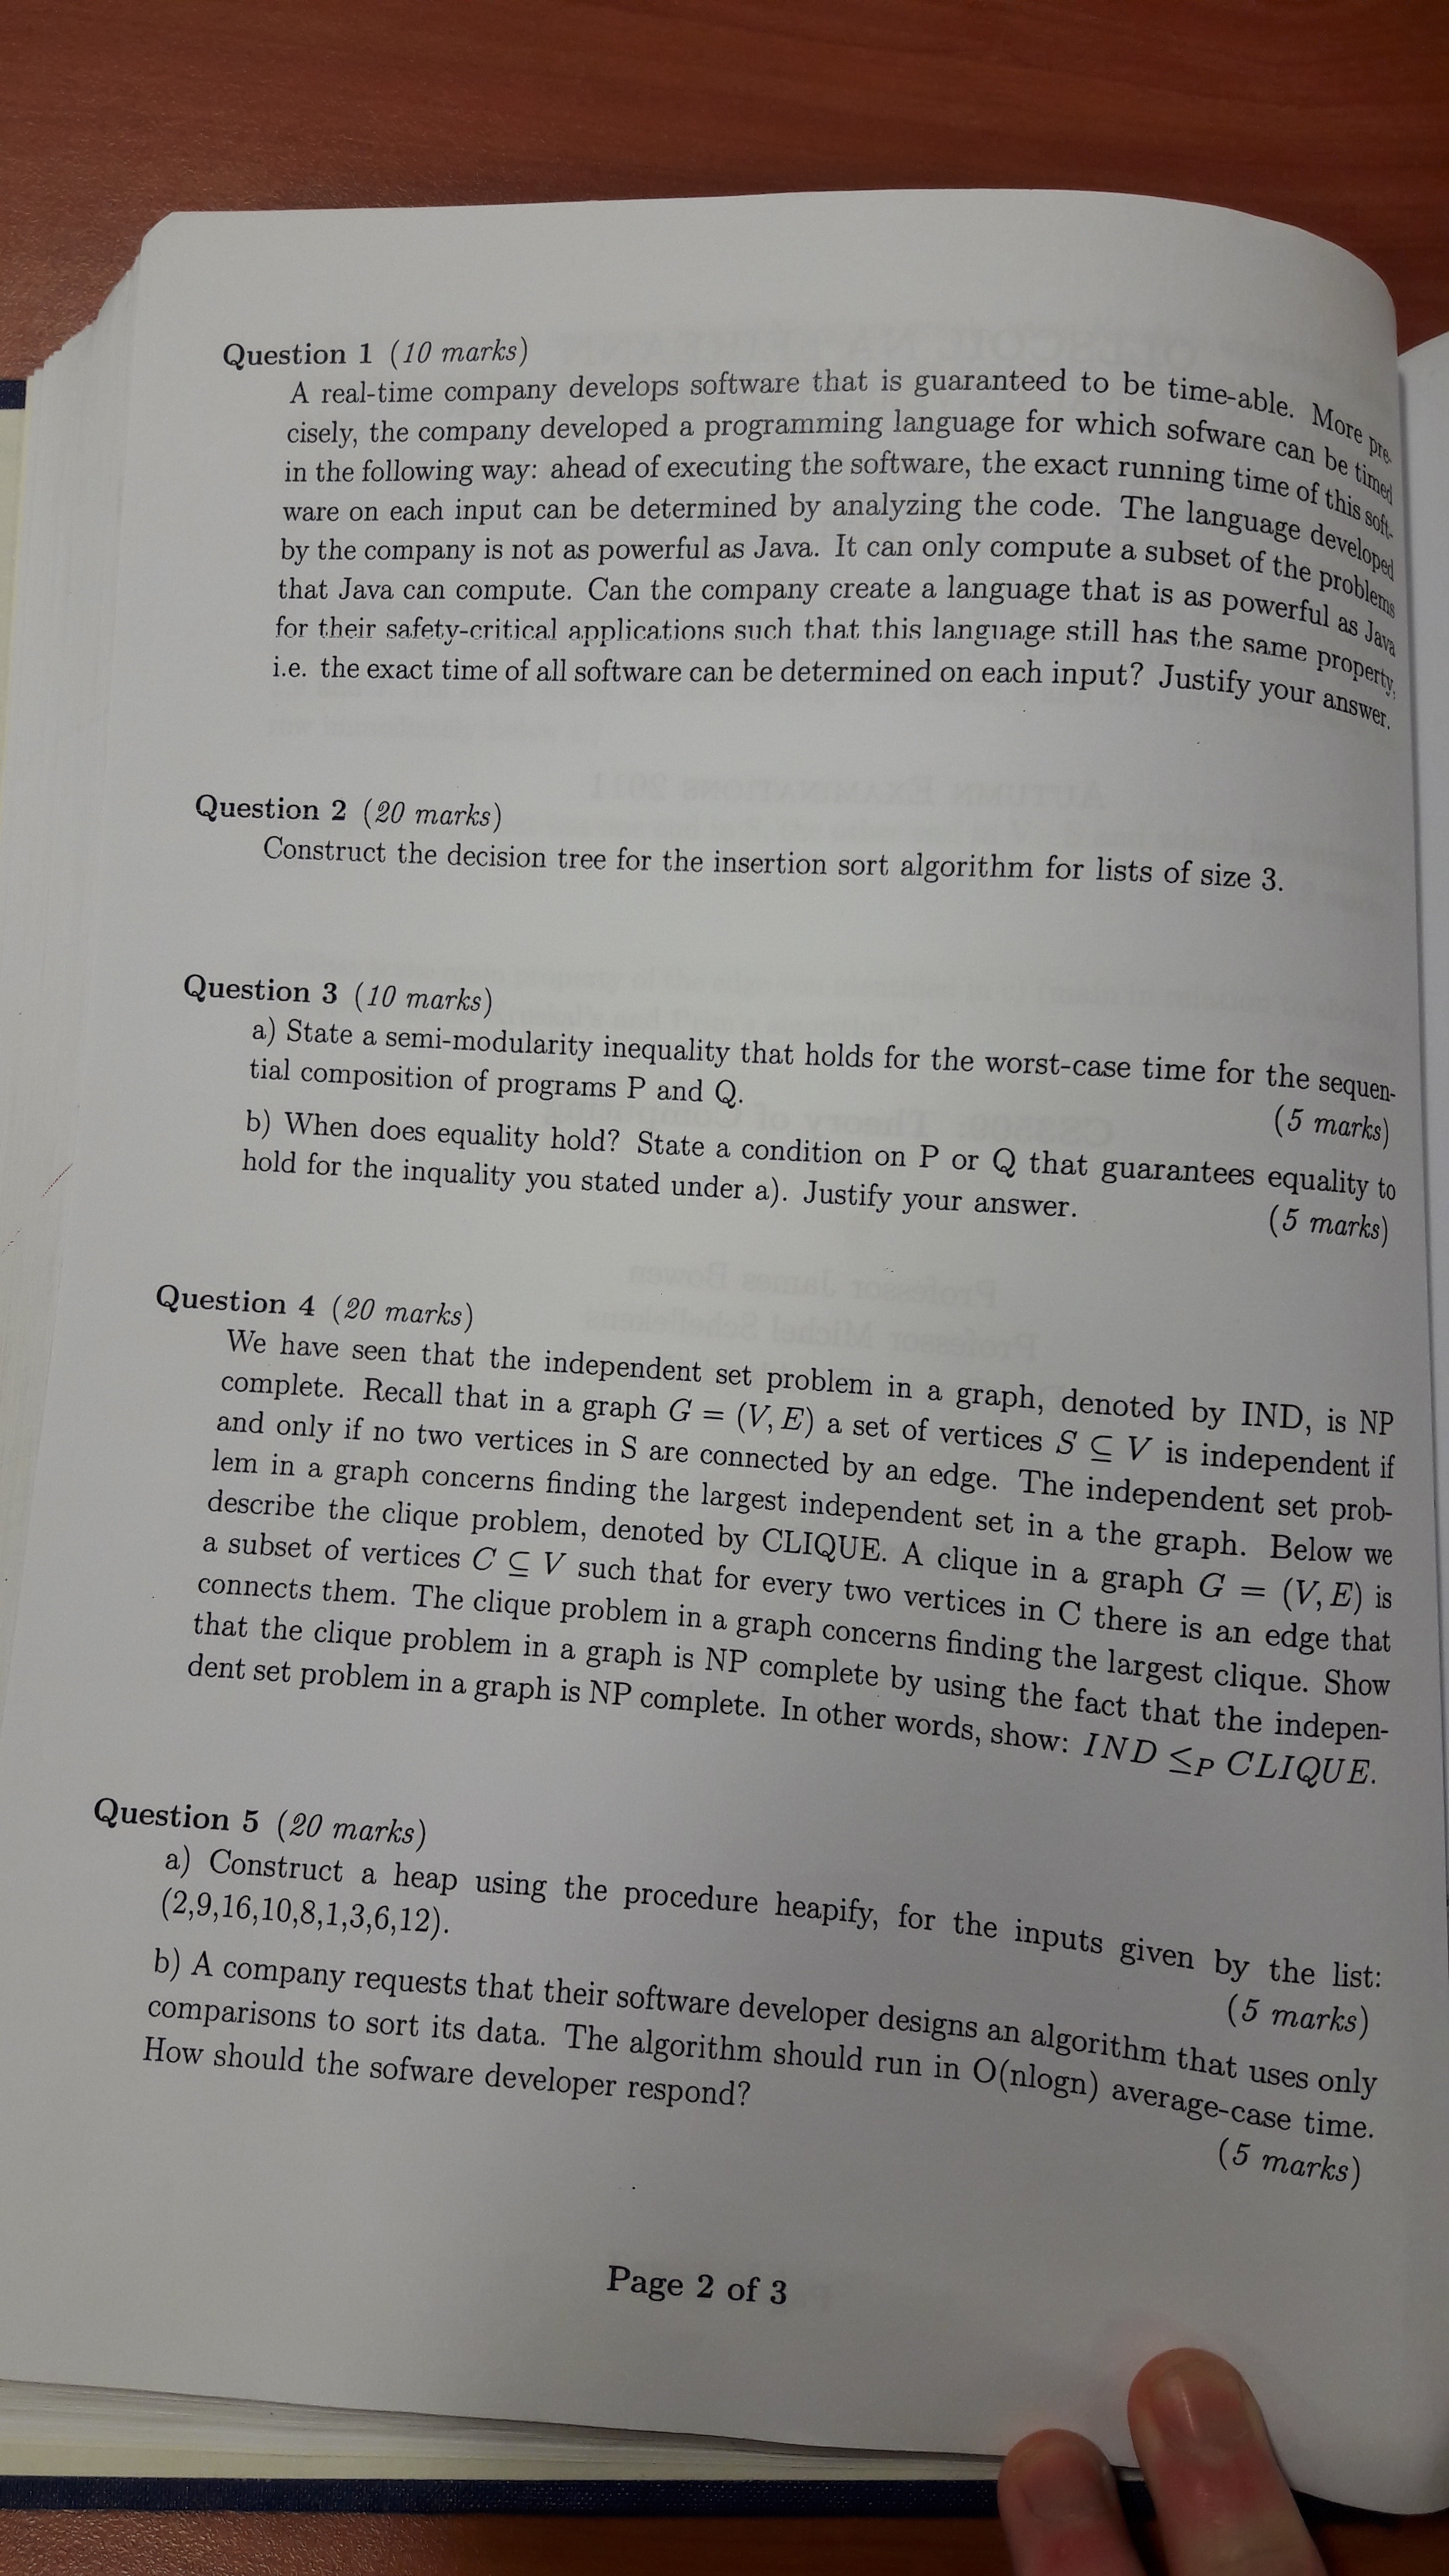 Question 1 (10 marks)
A real-time company develops software that is guaranteed to be time-able. More pre-
cisely, the company developed a programming language for which sofware can be timed
in the following way: ahead of executing the software, the exact running time of this soft-
ware on each input can be determined by analyzing the code. The language developed
by the company is not as powerful as Java. It can only compute a subset of the problems
that Java can compute. Can the company create a language that is as powerful as Java
for their safety-critical applications such that this language still has the same property,
i.e. the exact time of all software can be determined on each input? Justify your answer.
Question 2 (20 marks)
Construct the decision tree for the insertion sort algorithm for lists of size 3.
Question 3 (10 marks)
a) State a semi-modularity inequality that holds for the worst-case time for the sequen-
tial composition of programs P and Q.
(5 marks)
b) When does equality hold? State a condition on P or Q that guarantees equality to
hold for the inquality you stated under a). Justify your answer.
(5 marks)
Question 4 (20 marks)
We have seen that the independent set problem in a graph, denoted by IND, is NP
complete. Recall that in a graph G = (V, E) a set of vertices S ⊆ V is independent if
and only if no two vertices in S are connected by an edge. The independent set prob-
lem in a graph concerns finding the largest independent set in a the graph. Below we
describe the clique problem, denoted by CLIQUE. A clique in a graph G = (V, E) is
a subset of vertices C ⊆ V such that for every two vertices in C there is an edge that
connects them. The clique problem in a graph concerns finding the largest clique. Show
that the clique problem in a graph is NP complete by using the fact that the indepen-
dent set problem in a graph is NP complete. In other words, show: IND ≤P CLIQUE.
Question 5 (20 marks)
a) Construct a heap using the procedure heapify, for the inputs given by the list:
(2,9,16,10,8,1,3,6,12).
(5 marks)
b) A company requests that their software developer designs an algorithm that uses only
comparisons to sort its data. The algorithm should run in O(nlogn) average-case time.
How should the sofware developer respond?
(5 marks)
Page 2 of 3